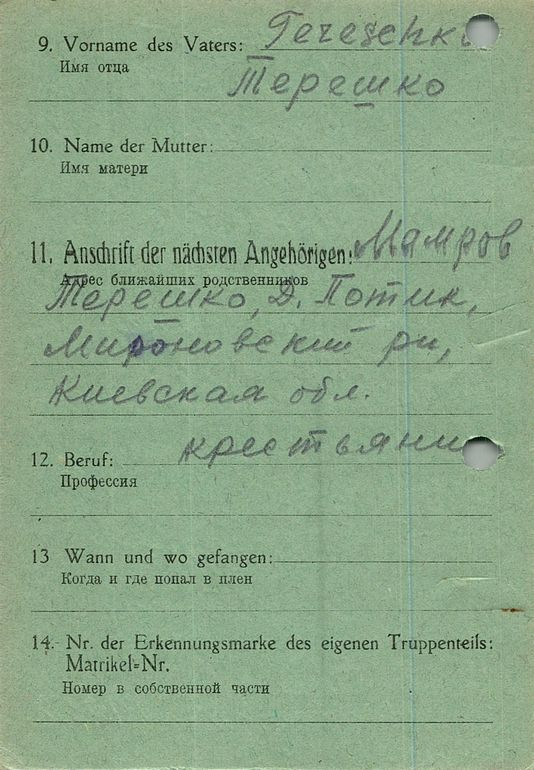 9. Vorname des Vaters: Tereschk
Имя отца
Терешко
10. Name der Mutter:
Имя матери
11. Anschrift der nächsten Angehörigen: Мамров
Адрес ближайших родственников
Терешко, Д. Потик,
Мироновский ри,
Киевская обл.
12. Beruf: крестьянин
Профессия
13 Wann und wo gefangen:
Когда и где попал в плен
14. Nr. der Erkennungsmarke des eigenen Truppenteils:
Matrikel=Nr.
Номер в собственной части